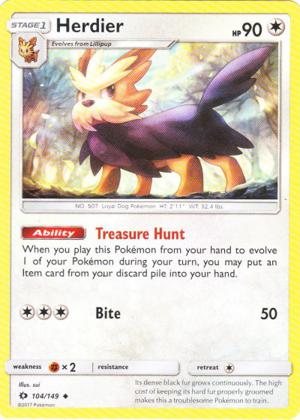 STAGE 1 Herdier HP 90
Evolves from Lillipup
NO. 507 Loyal Dog Pokémon HT: 2'11" WT: 32.4 lbs.
Ability Treasure Hunt
When you play this Pokémon from your hand to evolve
1 of your Pokémon during your turn, you may put an
Item card from your discard pile into your hand.
Bite 50
weakness × 2 resistance retreat
Illus. sui
104/149
©2017 Pokémon
Its dense black fur grows continuously. The high
cost of keeping its hard fur properly groomed
makes this a troublesome Pokémon to train.